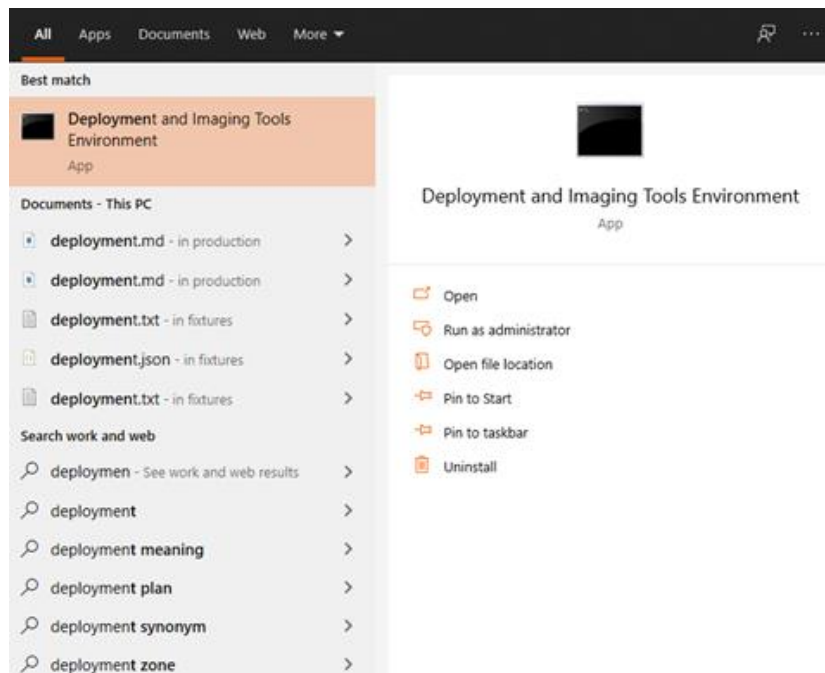 All Apps Documents Web More
Best match
Deployment and Imaging Tools
Environment
App
Documents - This PC
deployment.md - in production
deployment.md - in production
deployment.txt - in fixtures
deployment.json - in fixtures
deployment.txt - in fixtures
Search work and web
deploymen - See work and web results
deployment
deployment meaning
deployment plan
deployment synonym
deployment zone
Deployment and Imaging Tools Environment
App
Open
Run as administrator
Open file location
Pin to Start
Pin to taskbar
Uninstall